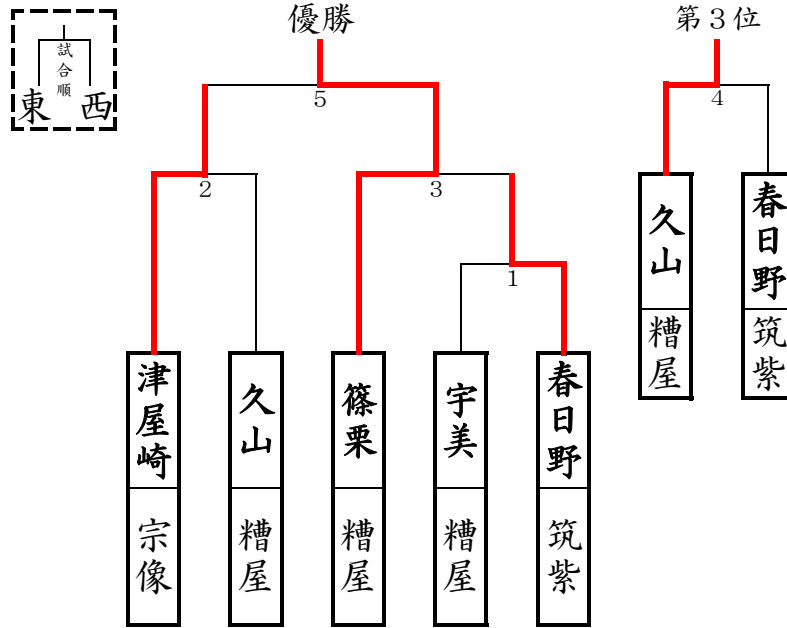 優勝
第３位
試合順
東
西
5
4
2
3
1
久山
糟屋
春日野
筑紫
津屋崎
宗像
久山
糟屋
篠栗
糟屋
宇美
糟屋
春日野
筑紫